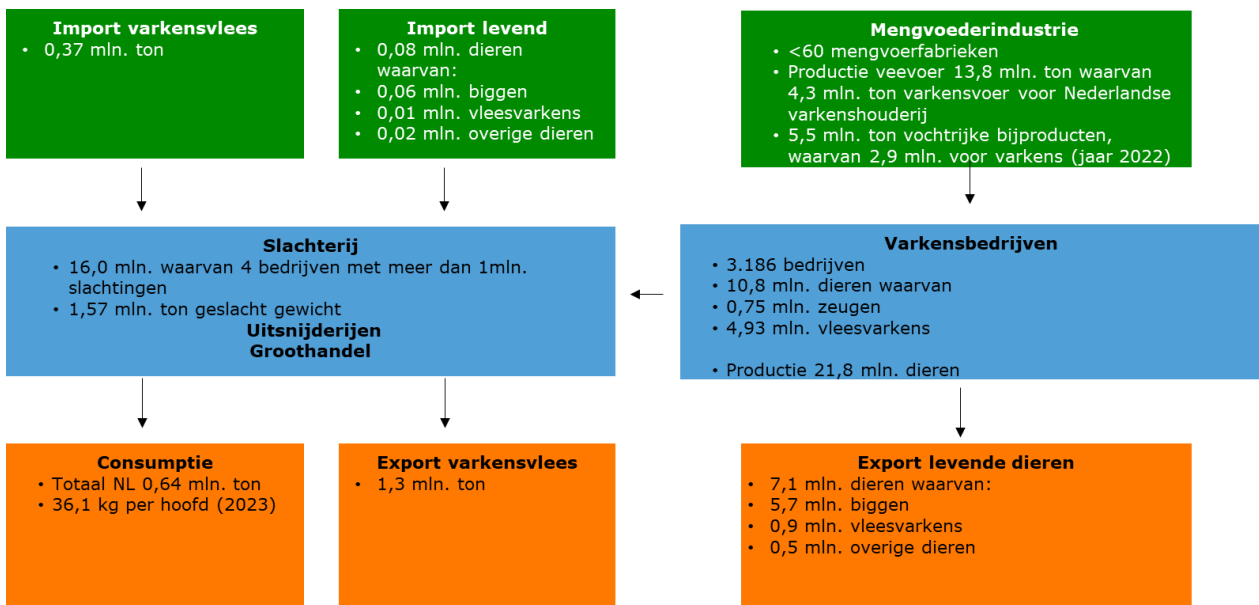 Import varkensvlees
• 0,37 mln. ton
Import levend
• 0,08 mln. dieren
waarvan:
• 0,06 mln. biggen
• 0,01 mln. vleesvarkens
• 0,02 mln. overige dieren
Mengvoederindustrie
• <60 mengvoerfabrieken
• Productie veevoer 13,8 mln. ton waarvan
4,3 mln. ton varkensvoer voor Nederlandse
varkenshouderij
• 5,5 mln. ton vochtrijke bijproducten,
waarvan 2,9 mln. voor varkens (jaar 2022)
Slachterij
• 16,0 mln. waarvan 4 bedrijven met meer dan 1mln.
slachtingen
• 1,57 mln. ton geslacht gewicht
Uitsnijderijen
Groothandel
Varkensbedrijven
• 3.186 bedrijven
• 10,8 mln. dieren waarvan
• 0,75 mln. zeugen
• 4,93 mln. vleesvarkens
• Productie 21,8 mln. dieren
Consumptie
• Totaal NL 0,64 mln. ton
• 36,1 kg per hoofd (2023)
Export varkensvlees
• 1,3 mln. ton
Export levende dieren
• 7,1 mln. dieren waarvan:
• 5,7 mln. biggen
• 0,9 mln. vleesvarkens
• 0,5 mln. overige dieren